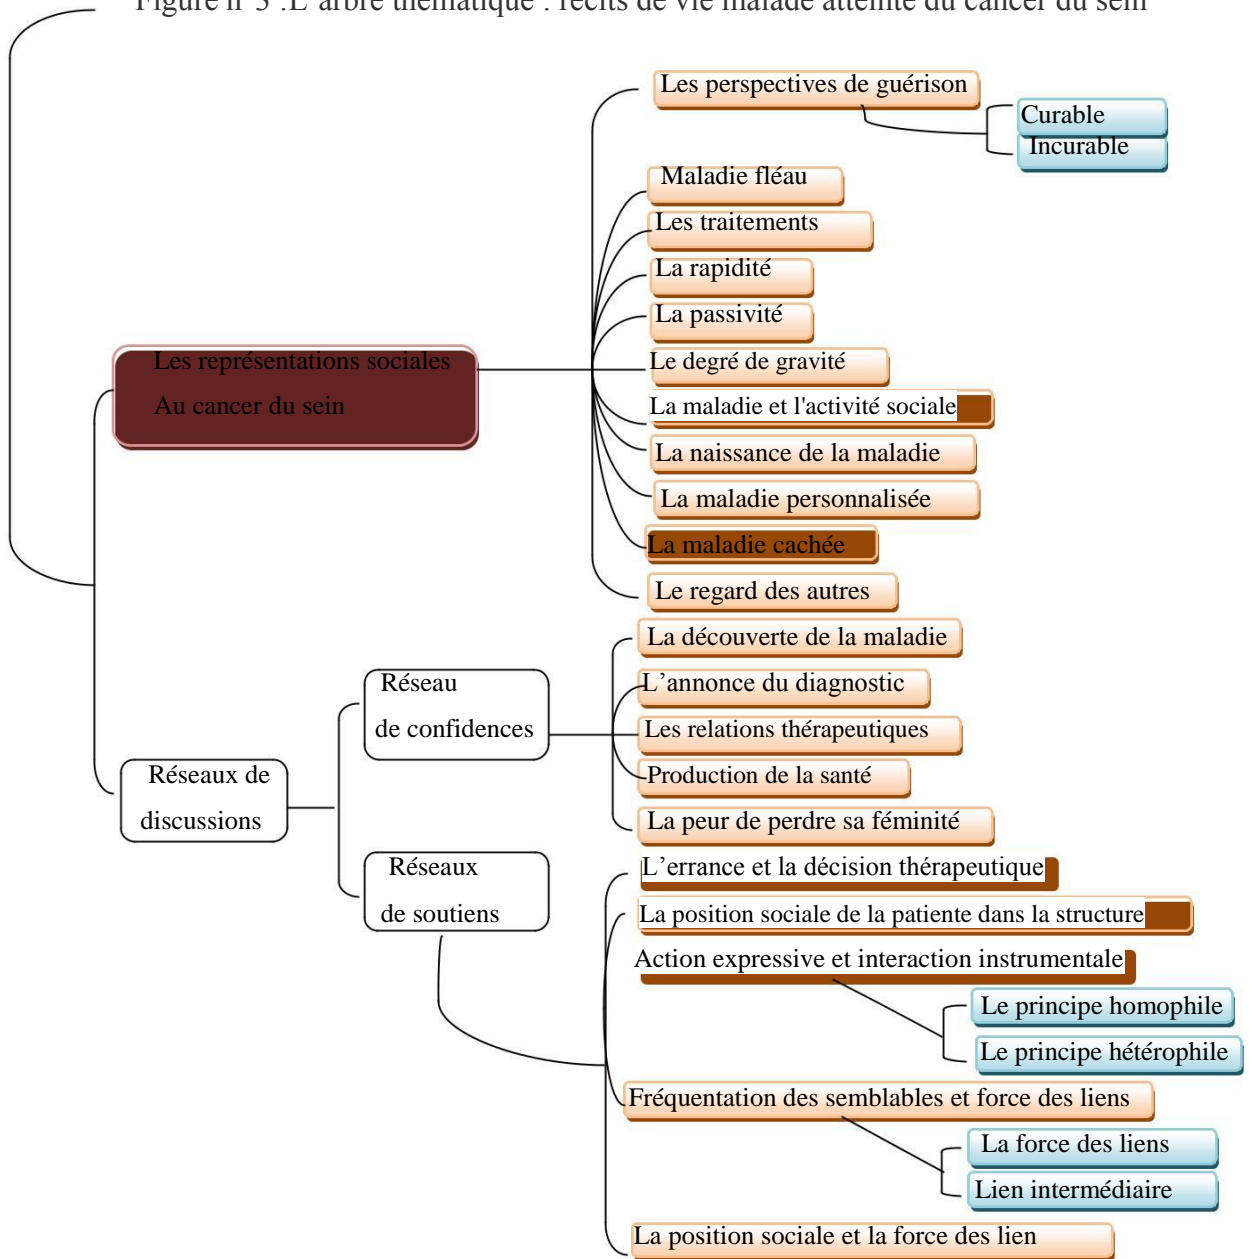 Figure n°3 :L'arbre thématique : récits de vie malade atteinte du cancer du sein
Les perspectives de guérison
Curable
Incurable
Maladie fléau
Les traitements
La rapidité
La passivité
Les représentations sociales
Au cancer du sein
Le degré de gravité
La maladie et l'activité sociale
La naissance de la maladie
La maladie personnalisée
La maladie cachée
Le regard des autres
Réseaux de
discussions
Réseau
de confidences
La découverte de la maladie
L’annonce du diagnostic
Les relations thérapeutiques
Production de la santé
La peur de perdre sa féminité
Réseaux
de soutiens
L’errance et la décision thérapeutique
La position sociale de la patiente dans la structure
Action expressive et interaction instrumentale
Le principe homophile
Le principe hétérophile
Fréquentation des semblables et force des liens
La force des liens
Lien intermédiaire
La position sociale et la force des lien